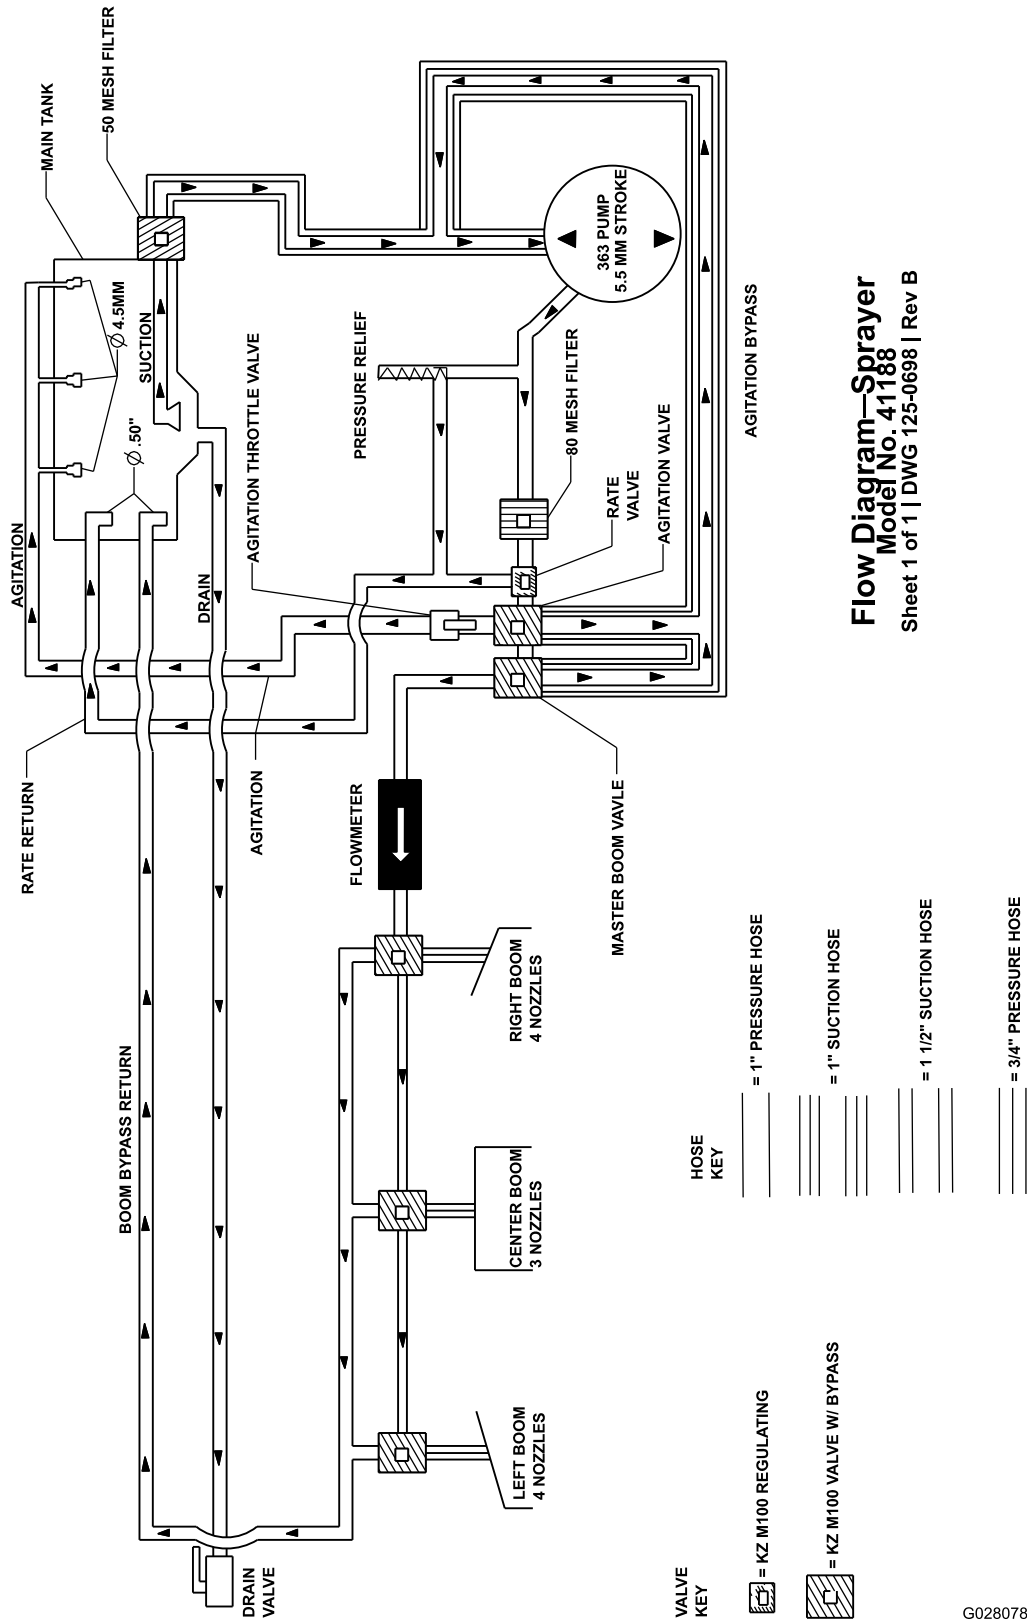 50 MESH FILTER
MAIN TANK
Ø 4.5MM
SUCTION
Ø .50"
AGITATION
DRAIN
AGITATION THROTTLE VALVE
PRESSURE RELIEF
363 PUMP
5.5 MM STROKE
80 MESH FILTER
RATE
VALVE
AGITATION VALVE
AGITATION BYPASS
RATE RETURN
AGITATION
FLOWMETER
MASTER BOOM VAVLE
BOOM BYPASS RETURN
RIGHT BOOM
4 NOZZLES
CENTER BOOM
3 NOZZLES
LEFT BOOM
4 NOZZLES
DRAIN
VALVE
Flow Diagram—Sprayer
Model No. 41188
Sheet 1 of 1 | DWG 125-0698 | Rev B
HOSE
KEY
= 1" PRESSURE HOSE
= 1" SUCTION HOSE
= 1 1/2" SUCTION HOSE
= 3/4" PRESSURE HOSE
VALVE
KEY
= KZ M100 REGULATING
= KZ M100 VALVE W/ BYPASS
G028078